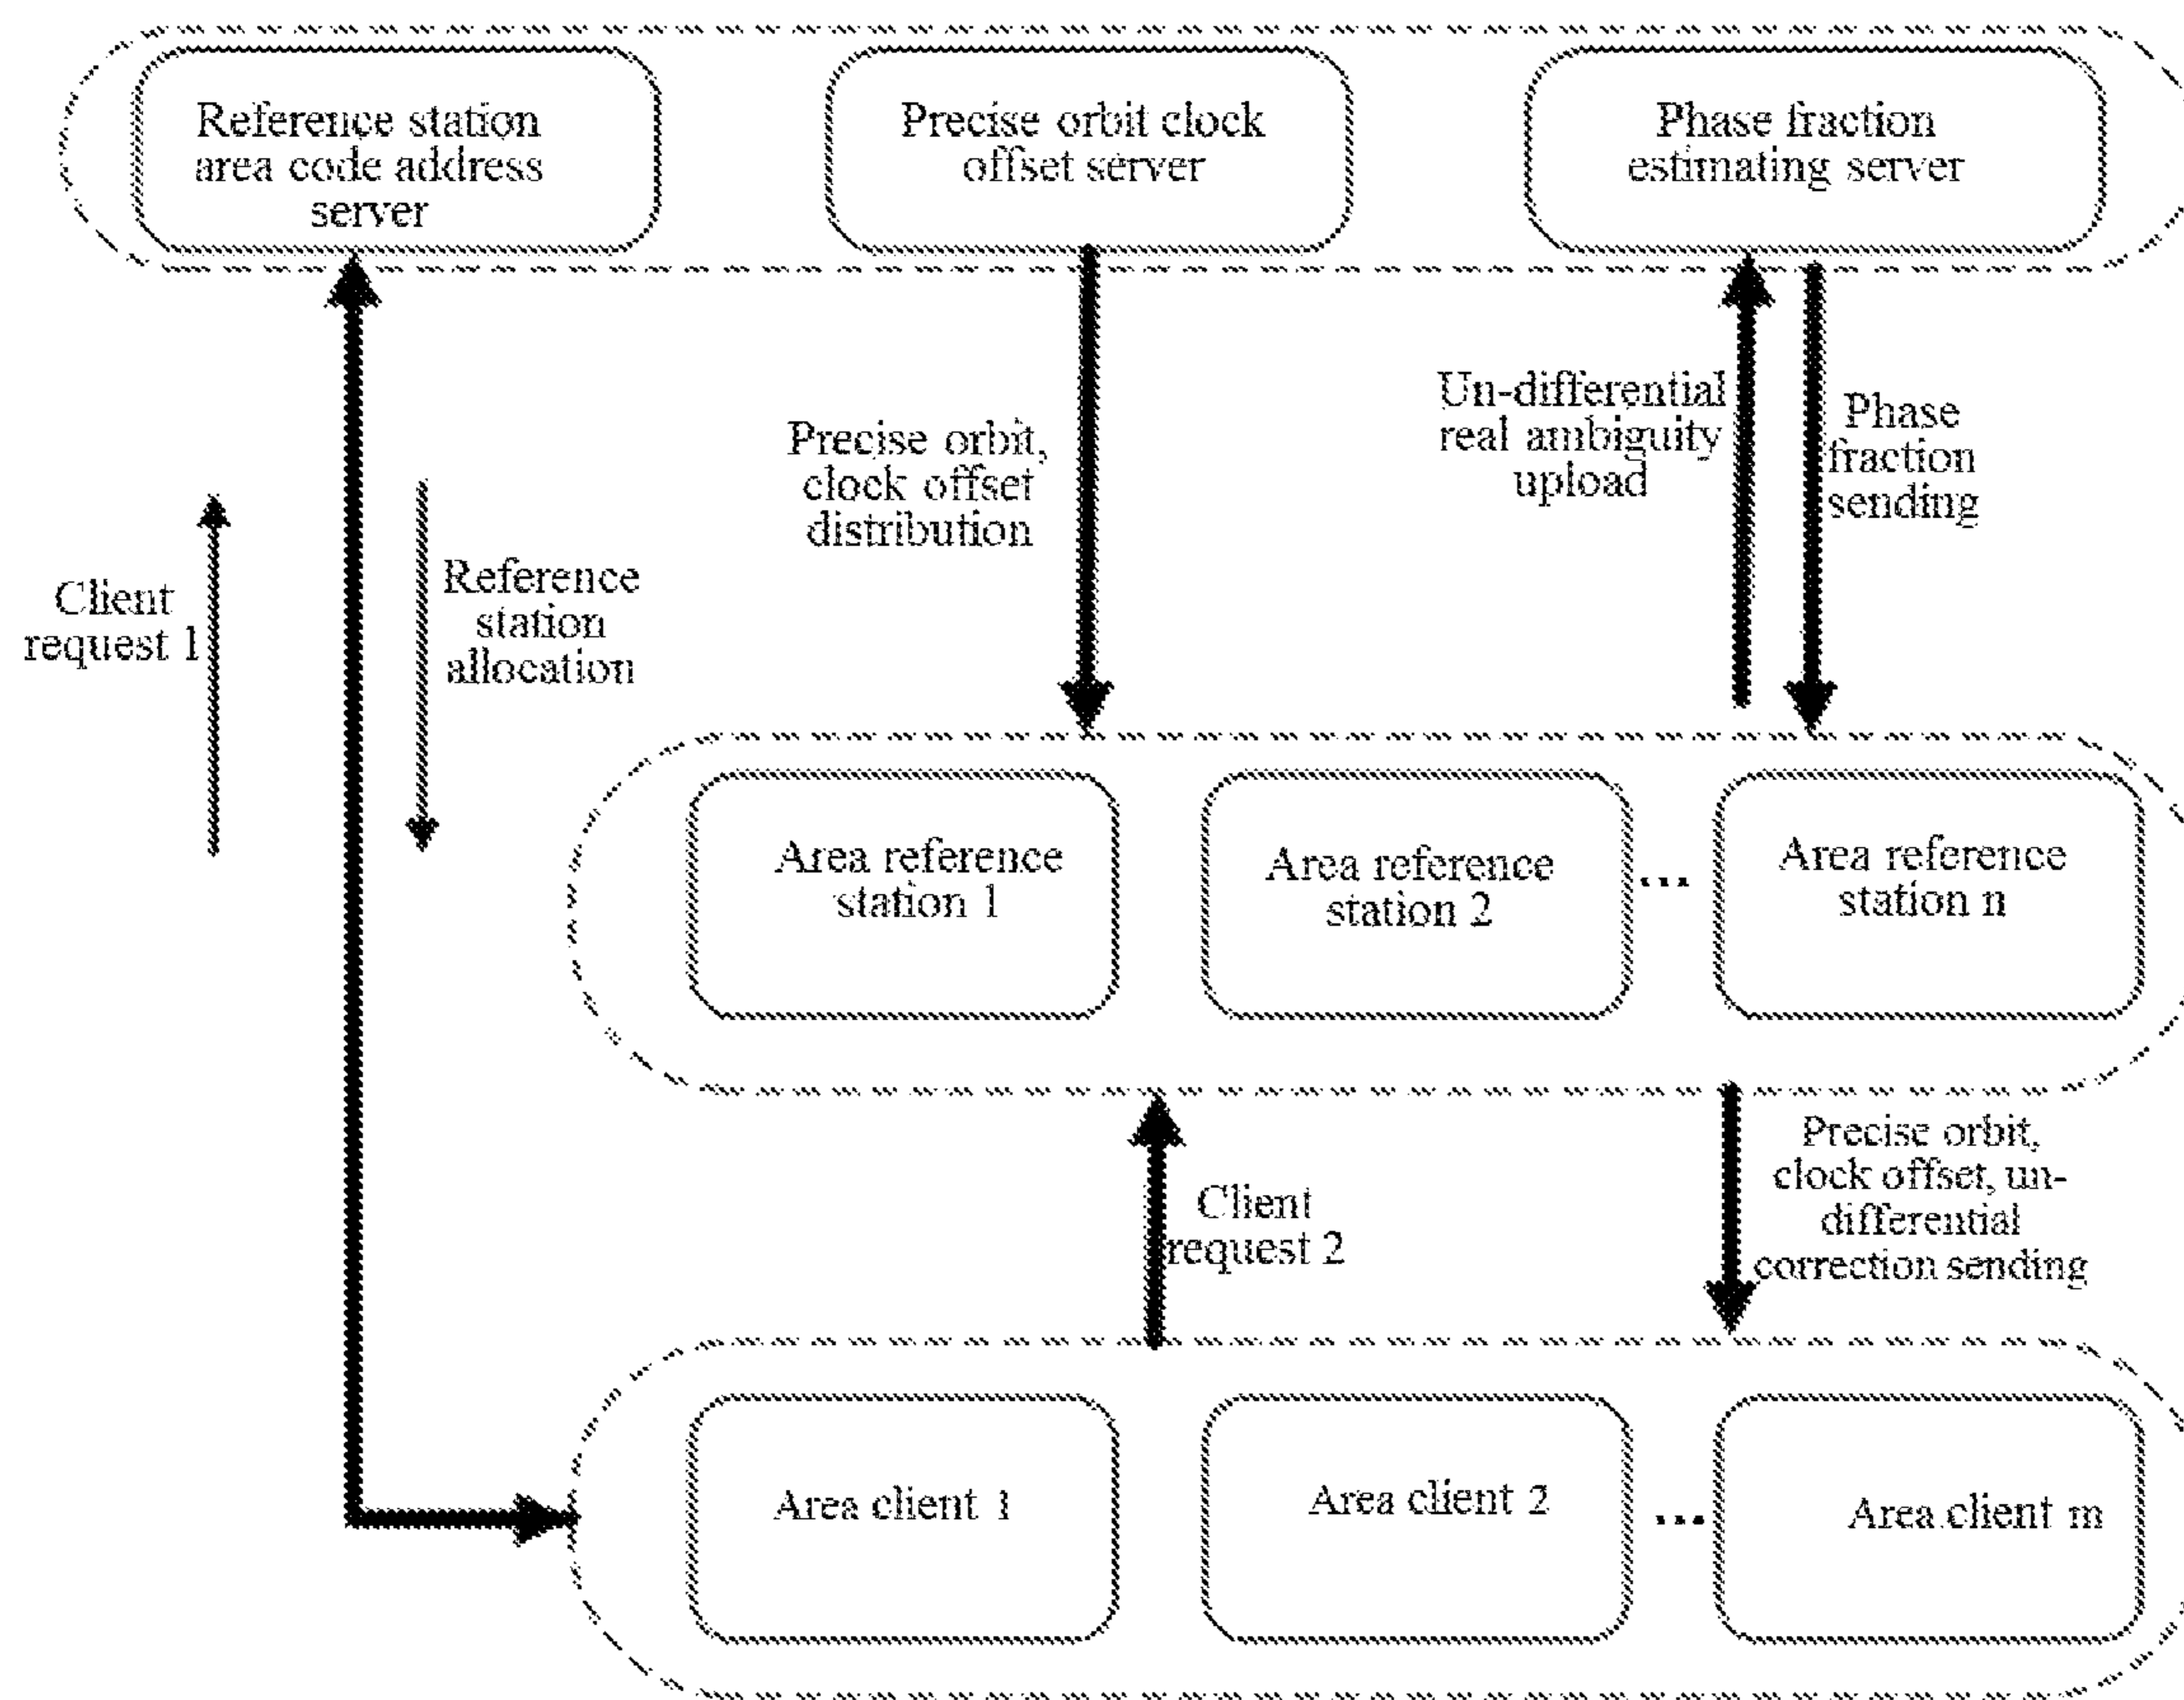 Reference station
area code address
server
Precise orbit clock
offset server
Phase fraction
estimating server
Client
request 1
Reference
station
allocation
Precise orbit,
clock offset
distribution
Un-differential
real ambiguity
upload
Phase
fraction
sending
Area reference
station 1
Area reference
station 2
...
Area reference
station n
Client
request 2
Precise orbit,
clock offset, un-
differential
correction sending
Area client 1
Area client 2
...
Area client m